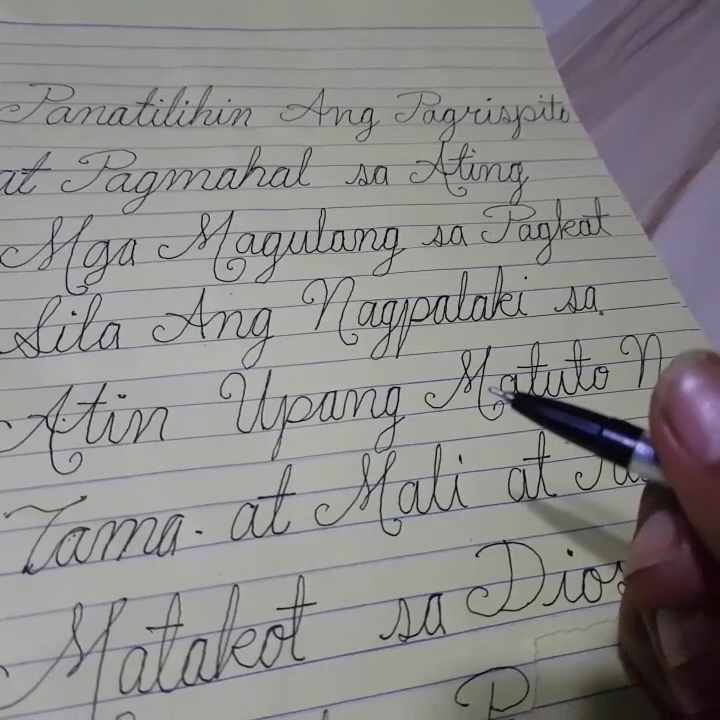 Panatilihin Ang Pagrispito
at Pagmahal sa Ating
Mga Magulang sa Pagkat
Sila Ang Nagpalaki sa
Atin Upang Matuto
Tama. at Mali at
Matakot sa Dios